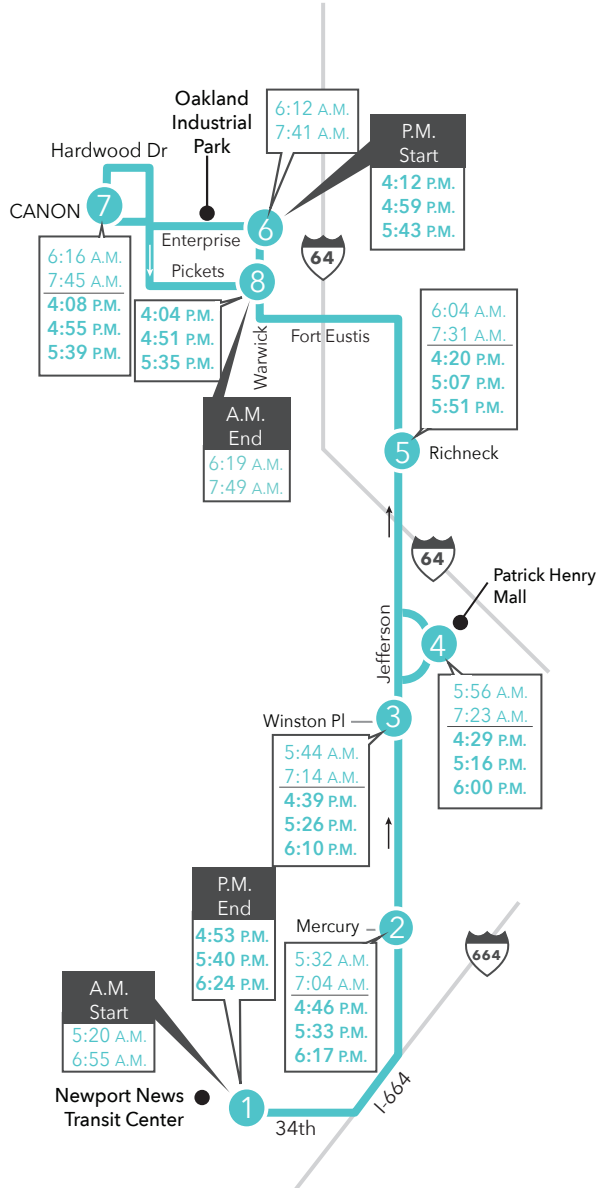 Oakland
Industrial
Park
6:12 A.M.
7:41 A.M.
P.M.
Start
4:12 P.M.
4:59 P.M.
5:43 P.M.
Hardwood Dr
7
CANON
6
Enterprise
64
6:16 A.M.
7:45 A.M.
4:08 P.M.
4:55 P.M.
5:39 P.M.
Pickets
8
4:04 P.M.
4:51 P.M.
5:35 P.M.
Warwick
Fort Eustis
A.M.
End
6:19 A.M.
7:49 A.M.
6:04 A.M.
7:31 A.M.
4:20 P.M.
5:07 P.M.
5:51 P.M.
5
Richneck
64
Patrick Henry
Mall
Jefferson
4
5:56 A.M.
7:23 A.M.
4:29 P.M.
5:16 P.M.
6:00 P.M.
Winston Pl
3
5:44 A.M.
7:14 A.M.
4:39 P.M.
5:26 P.M.
6:10 P.M.
P.M.
End
4:53 P.M.
5:40 P.M.
6:24 P.M.
Mercury
2
5:32 A.M.
7:04 A.M.
4:46 P.M.
5:33 P.M.
6:17 P.M.
664
A.M.
Start
5:20 A.M.
6:55 A.M.
Newport News
Transit Center
1
34th
I-664